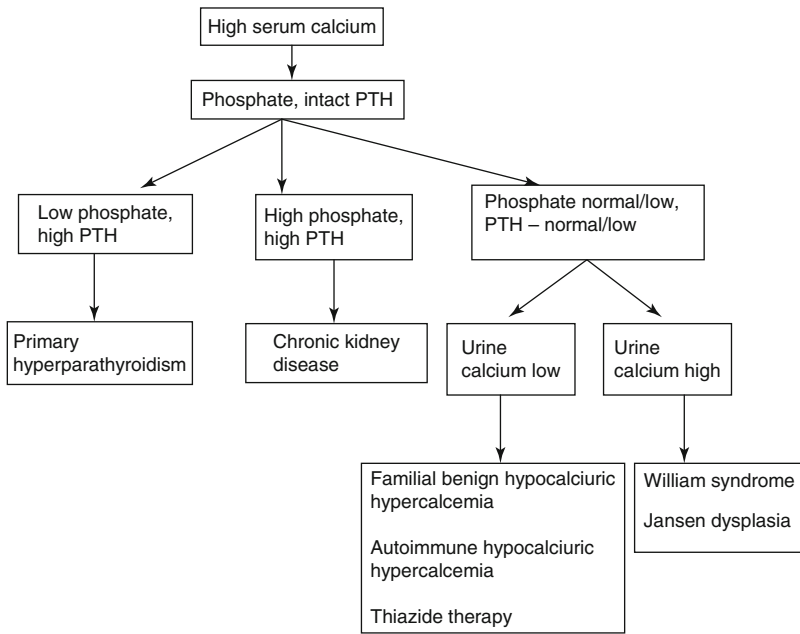 High serum calcium
Phosphate, intact PTH
Low phosphate,
high PTH
High phosphate,
high PTH
Phosphate normal/low,
PTH – normal/low
Primary
hyperparathyroidism
Chronic kidney
disease
Urine
calcium low
Urine
calcium high
Familial benign hypocalciuric
hypercalcemia
Autoimmune hypocalciuric
hypercalcemia
Thiazide therapy
William syndrome
Jansen dysplasia